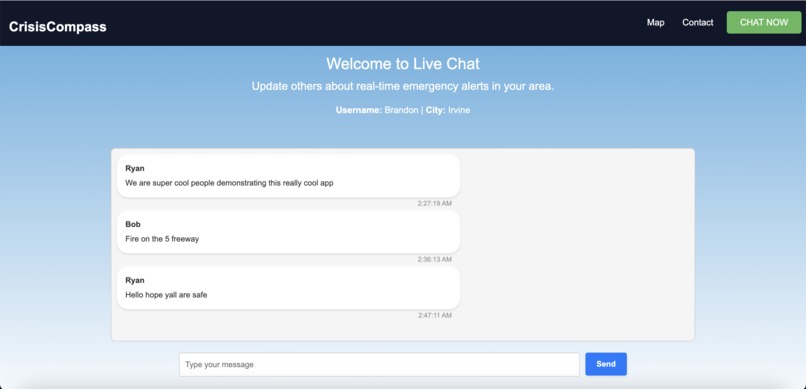 CrisisCompass
Map
Contact
CHAT NOW
Welcome to Live Chat
Update others about real-time emergency alerts in your area.
Username: Brandon | City: Irvine
Ryan
We are super cool people demonstrating this really cool app
2:27:19 AM
Bob
Fire on the 5 freeway
2:36:13 AM
Ryan
Hello hope yall are safe
2:47:11 AM
Type your message
Send